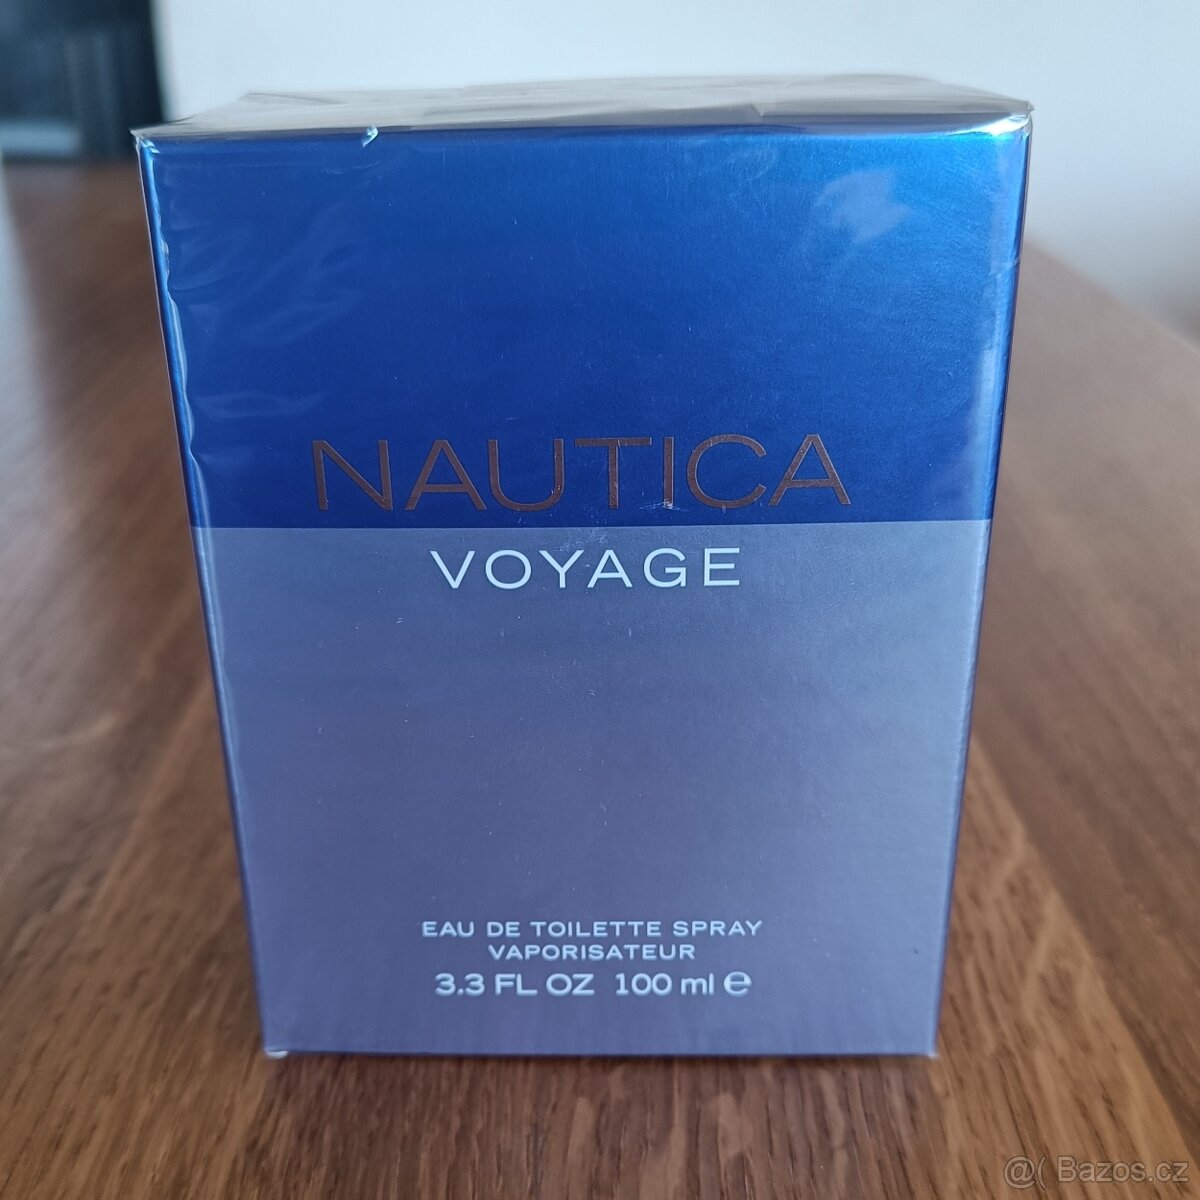 NAUTICA
VOYAGE
EAU DE TOILETTE SPRAY
VAPORISATEUR
3.3 FL OZ 100 ml ℮
@( Bazos.cz